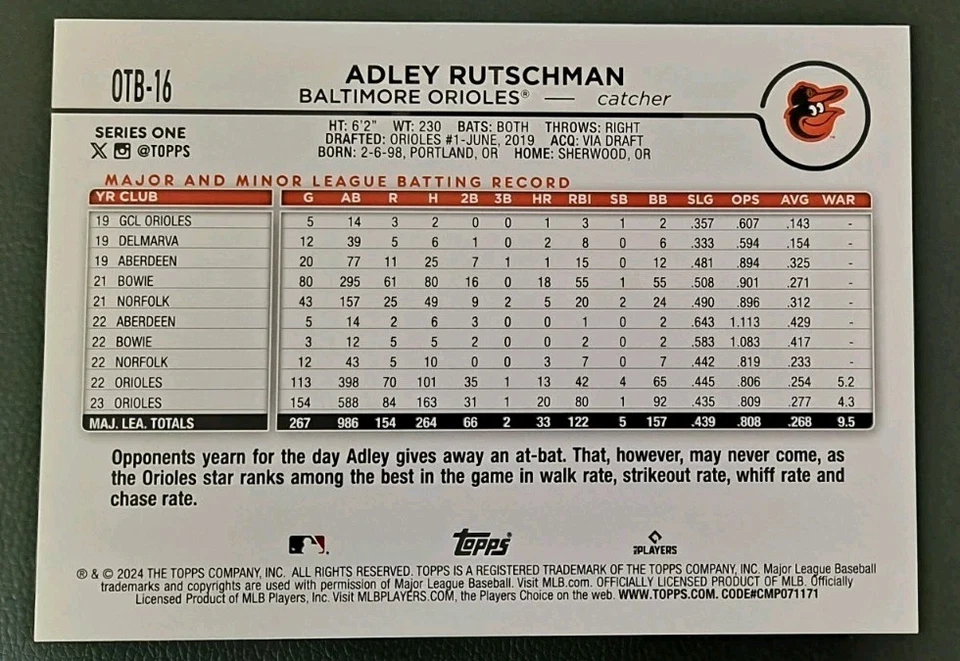 OTB-16
ADLEY RUTSCHMAN
BALTIMORE ORIOLES® — catcher
SERIES ONE
@TOPPS
HT: 6'2" WT: 230 BATS: BOTH THROWS: RIGHT
DRAFTED: ORIOLES #1-JUNE, 2019 ACQ: VIA DRAFT
BORN: 2-6-98, PORTLAND, OR HOME: SHERWOOD, OR
MAJOR AND MINOR LEAGUE BATTING RECORD
YR CLUB G AB R H 2B 3B HR RBI SB BB SLG OPS AVG WAR
19 GCL ORIOLES 5 14 3 2 0 0 1 3 1 2 .357 .607 .143 -
19 DELMARVA 12 39 5 6 1 0 2 8 0 6 .333 .594 .154 -
19 ABERDEEN 20 77 11 25 7 1 1 15 0 12 .481 .894 .325 -
21 BOWIE 80 295 61 80 16 0 18 55 1 55 .508 .901 .271 -
21 NORFOLK 43 157 25 49 9 2 5 20 2 24 .490 .896 .312 -
22 ABERDEEN 5 14 2 6 3 0 0 1 0 2 .643 1.113 .429 -
22 BOWIE 3 12 5 5 2 0 0 2 0 2 .583 1.083 .417 -
22 NORFOLK 12 43 5 10 0 0 3 7 0 7 .442 .819 .233 -
22 ORIOLES 113 398 70 101 35 1 13 42 4 65 .445 .806 .254 5.2
23 ORIOLES 154 588 84 163 31 1 20 80 1 92 .435 .809 .277 4.3
MAJ. LEA. TOTALS 267 986 154 264 66 2 33 122 5 157 .439 .808 .268 9.5
Opponents yearn for the day Adley gives away an at-bat. That, however, may never come, as
the Orioles star ranks among the best in the game in walk rate, strikeout rate, whiff rate and
chase rate.
topps®
PLAYERS
® & © 2024 THE TOPPS COMPANY, INC. ALL RIGHTS RESERVED. TOPPS IS A REGISTERED TRADEMARK OF THE TOPPS COMPANY, INC. Major League Baseball
trademarks and copyrights are used with permission of Major League Baseball. Visit MLB.com. OFFICIALLY LICENSED PRODUCT OF MLB. Officially
Licensed Product of MLB Players, Inc. Visit MLBPLAYERS.COM, the Players Choice on the web. WWW.TOPPS.COM. CODE#CMP071171